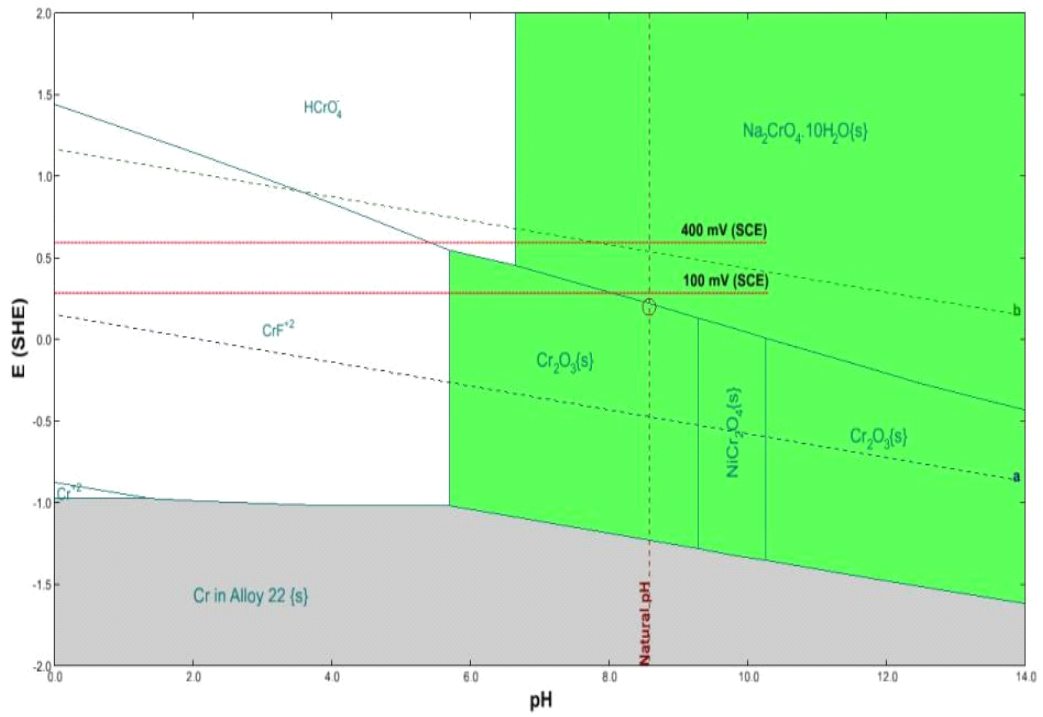 2.0
1.5
1.0
0.5
0.0
-0.5
-1.0
-1.5
-2.0
E (SHE)
HCrO₄⁻
Na₂CrO₄.10H₂O{s}
400 mV (SCE)
100 mV (SCE)
b
CrF⁺²
Cr₂O₃{s}
NiCr₂O₄{s}
Cr₂O₃{s}
a
Cr⁺²
Cr in Alloy 22 {s}
Natural pH
0.0 2.0 4.0 6.0 8.0 10.0 12.0 14.0
pH